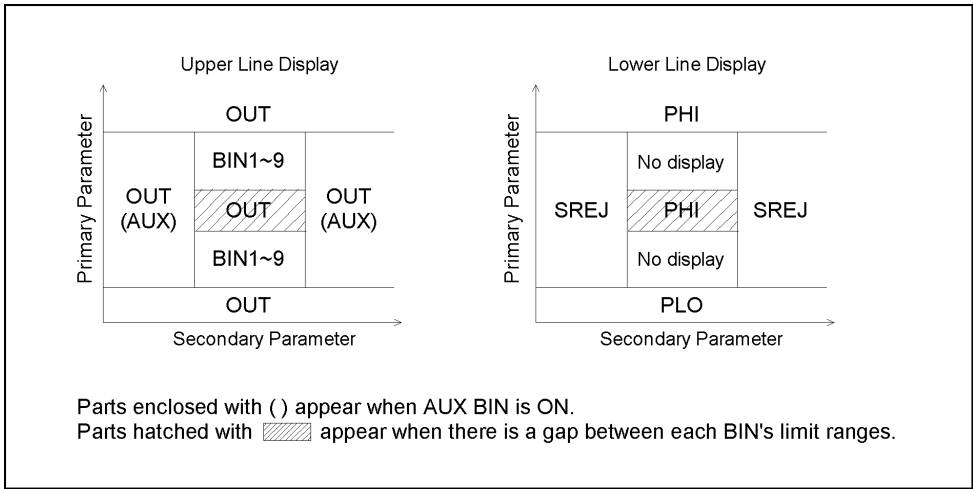 Upper Line Display
Primary Parameter
OUT
BIN1~9
OUT
(AUX)
OUT
OUT
(AUX)
BIN1~9
OUT
Secondary Parameter
Lower Line Display
Primary Parameter
PHI
No display
SREJ
PHI
SREJ
No display
PLO
Secondary Parameter
Parts enclosed with ( ) appear when AUX BIN is ON.
Parts hatched with appear when there is a gap between each BIN's limit ranges.